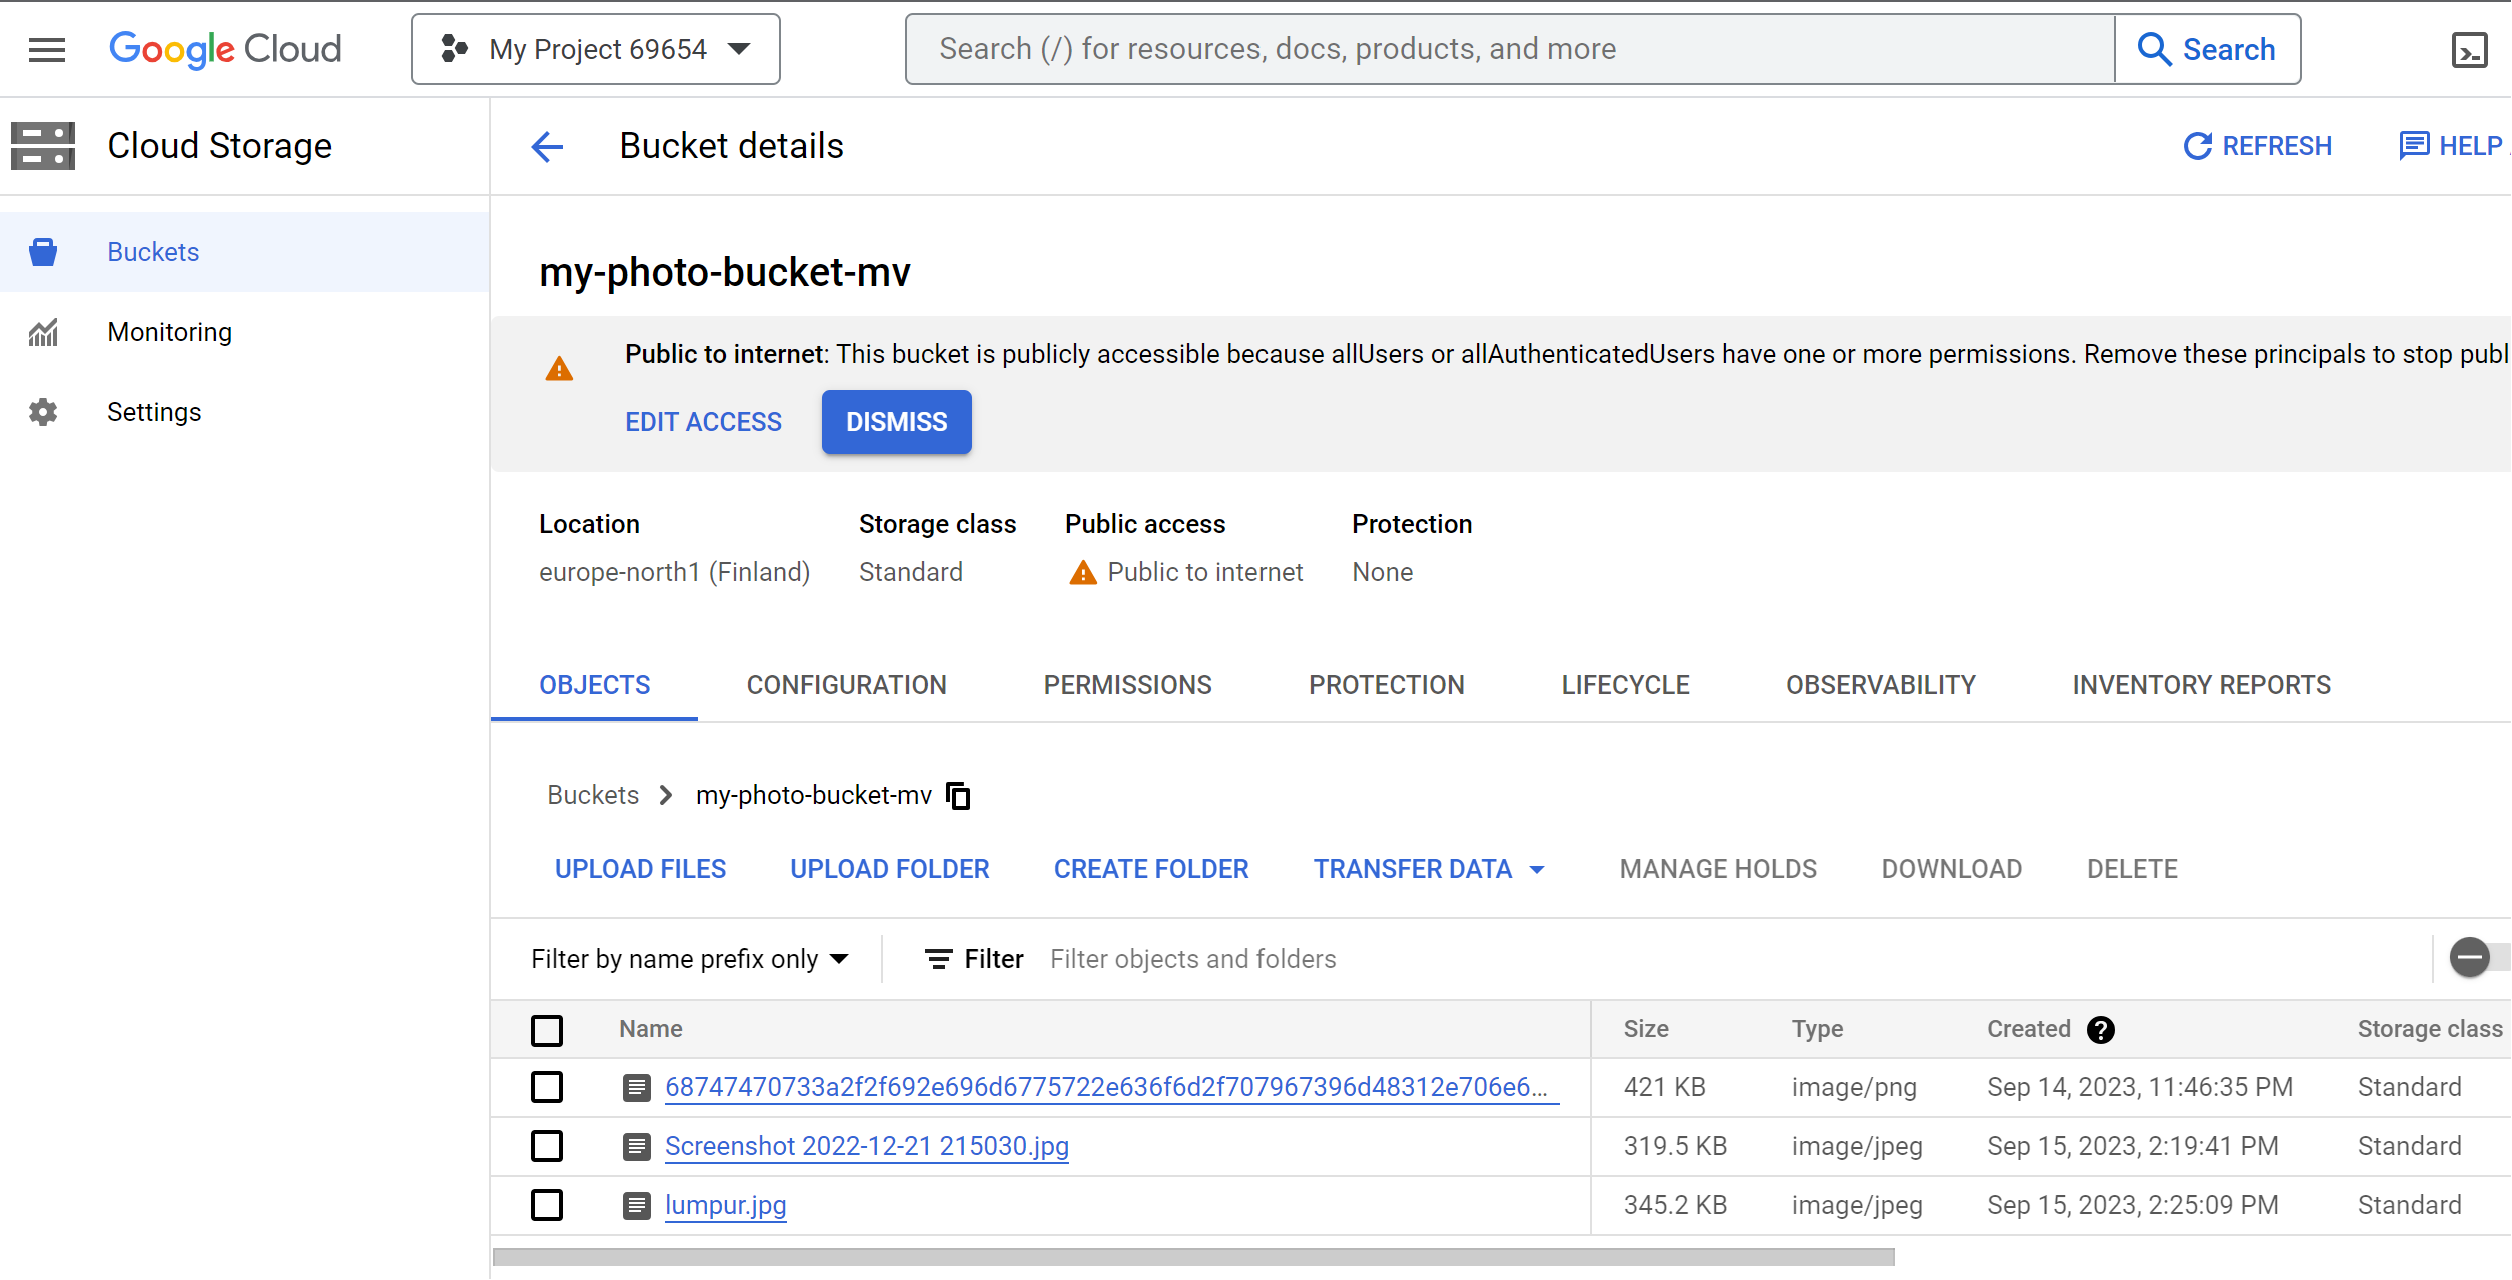 Google Cloud
My Project 69654
Search (/) for resources, docs, products, and more
Search
Cloud Storage
Bucket details
REFRESH
HELP
Buckets
Monitoring
Settings
my-photo-bucket-mv
Public to internet: This bucket is publicly accessible because allUsers or allAuthenticatedUsers have one or more permissions. Remove these principals to stop publ
EDIT ACCESS DISMISS
Location Storage class Public access Protection
europe-north1 (Finland) Standard Public to internet None
OBJECTS CONFIGURATION PERMISSIONS PROTECTION LIFECYCLE OBSERVABILITY INVENTORY REPORTS
Buckets my-photo-bucket-mv
UPLOAD FILES UPLOAD FOLDER CREATE FOLDER TRANSFER DATA MANAGE HOLDS DOWNLOAD DELETE
Filter by name prefix only Filter Filter objects and folders
Name Size Type Created Storage class
68747470733a2f2f692e696d6775722e636f6d2f707967396d48312e706e6... 421 KB image/png Sep 14, 2023, 11:46:35 PM Standard
Screenshot 2022-12-21 215030.jpg 319.5 KB image/jpeg Sep 15, 2023, 2:19:41 PM Standard
lumpur.jpg 345.2 KB image/jpeg Sep 15, 2023, 2:25:09 PM Standard